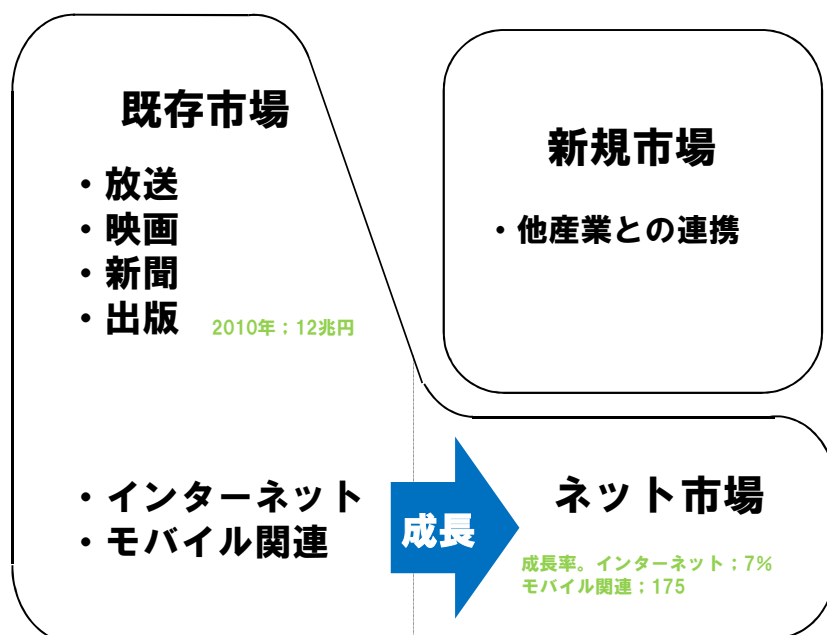 既存市場
・放送
・映画
・新聞
・出版
2010年；12兆円
・インターネット
・モバイル関連
成長
新規市場
・他産業との連携
ネット市場
成長率。インターネット；7%
モバイル関連；175